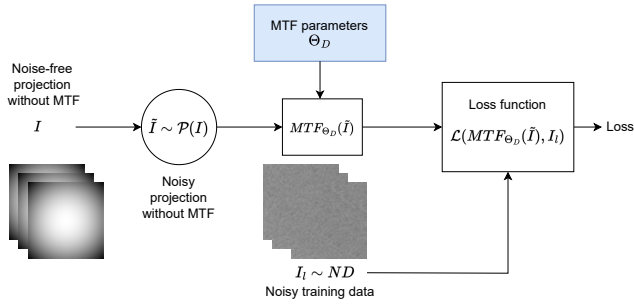 MTF parameters
Θ_D
Noise-free
projection
without MTF
I
Ĩ ∼ 𝒫(I)
Noisy
projection
without MTF
MTF_{Θ_D}(Ĩ)
Loss function
ℒ(MTF_{Θ_D}(Ĩ), I_l)
Loss
I_l ∼ ND
Noisy training data